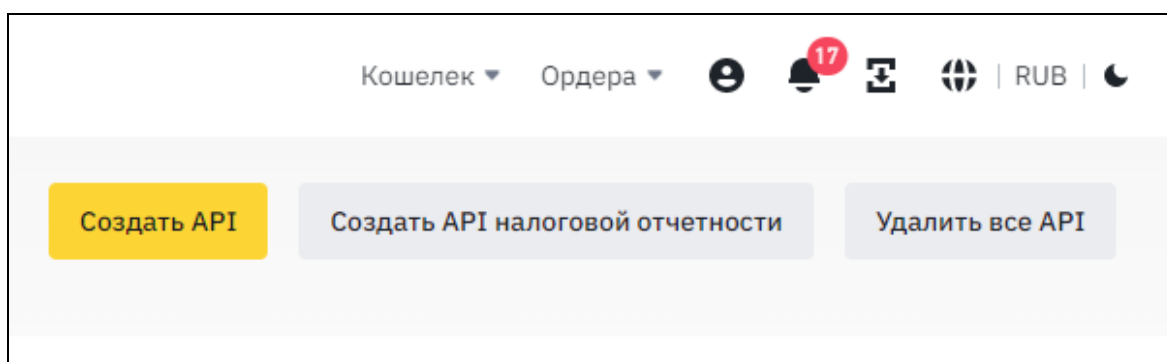 Кошелек Ордера 17 | RUB |
Создать API Создать API налоговой отчетности Удалить все API